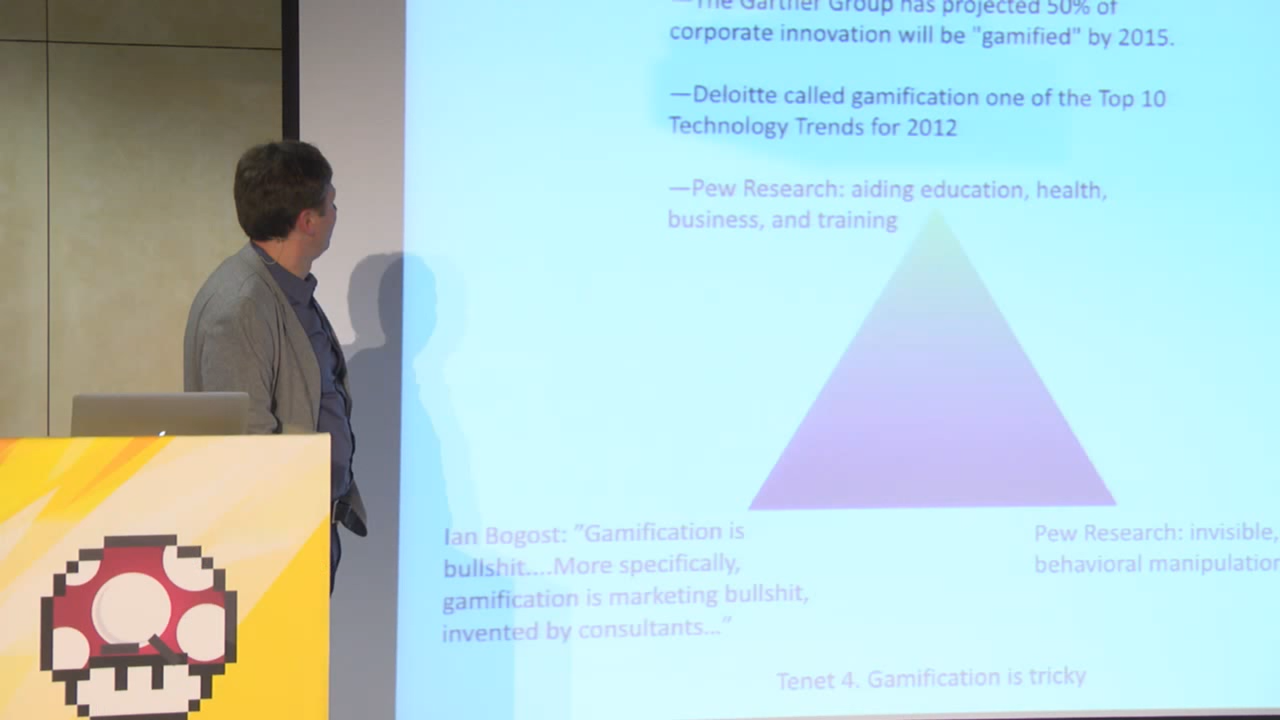 —The Gartner Group has projected 50% of
corporate innovation will be "gamified" by 2015.
—Deloitte called gamification one of the Top 10
Technology Trends for 2012
—Pew Research: aiding education, health,
business, and training
Ian Bogost: "Gamification is
bullshit....More specifically,
gamification is marketing bullshit,
invented by consultants..."
Pew Research: invisible,
behavioral manipulation
Tenet 4. Gamification is tricky